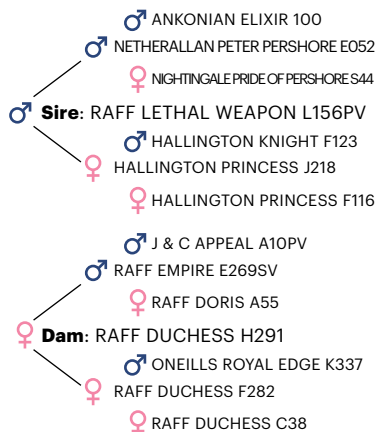 ANKONIAN ELIXIR 100
NETHERALLAN PETER PERSHORE E052
NIGHTINGALE PRIDE OF PERSHORE S44
Sire: RAFF LETHAL WEAPON L156PV
HALLINGTON KNIGHT F123
HALLINGTON PRINCESS J218
HALLINGTON PRINCESS F116
J & C APPEAL A10PV
RAFF EMPIRE E269SV
RAFF DORIS A55
Dam: RAFF DUCHESS H291
ONEILLS ROYAL EDGE K337
RAFF DUCHESS F282
RAFF DUCHESS C38